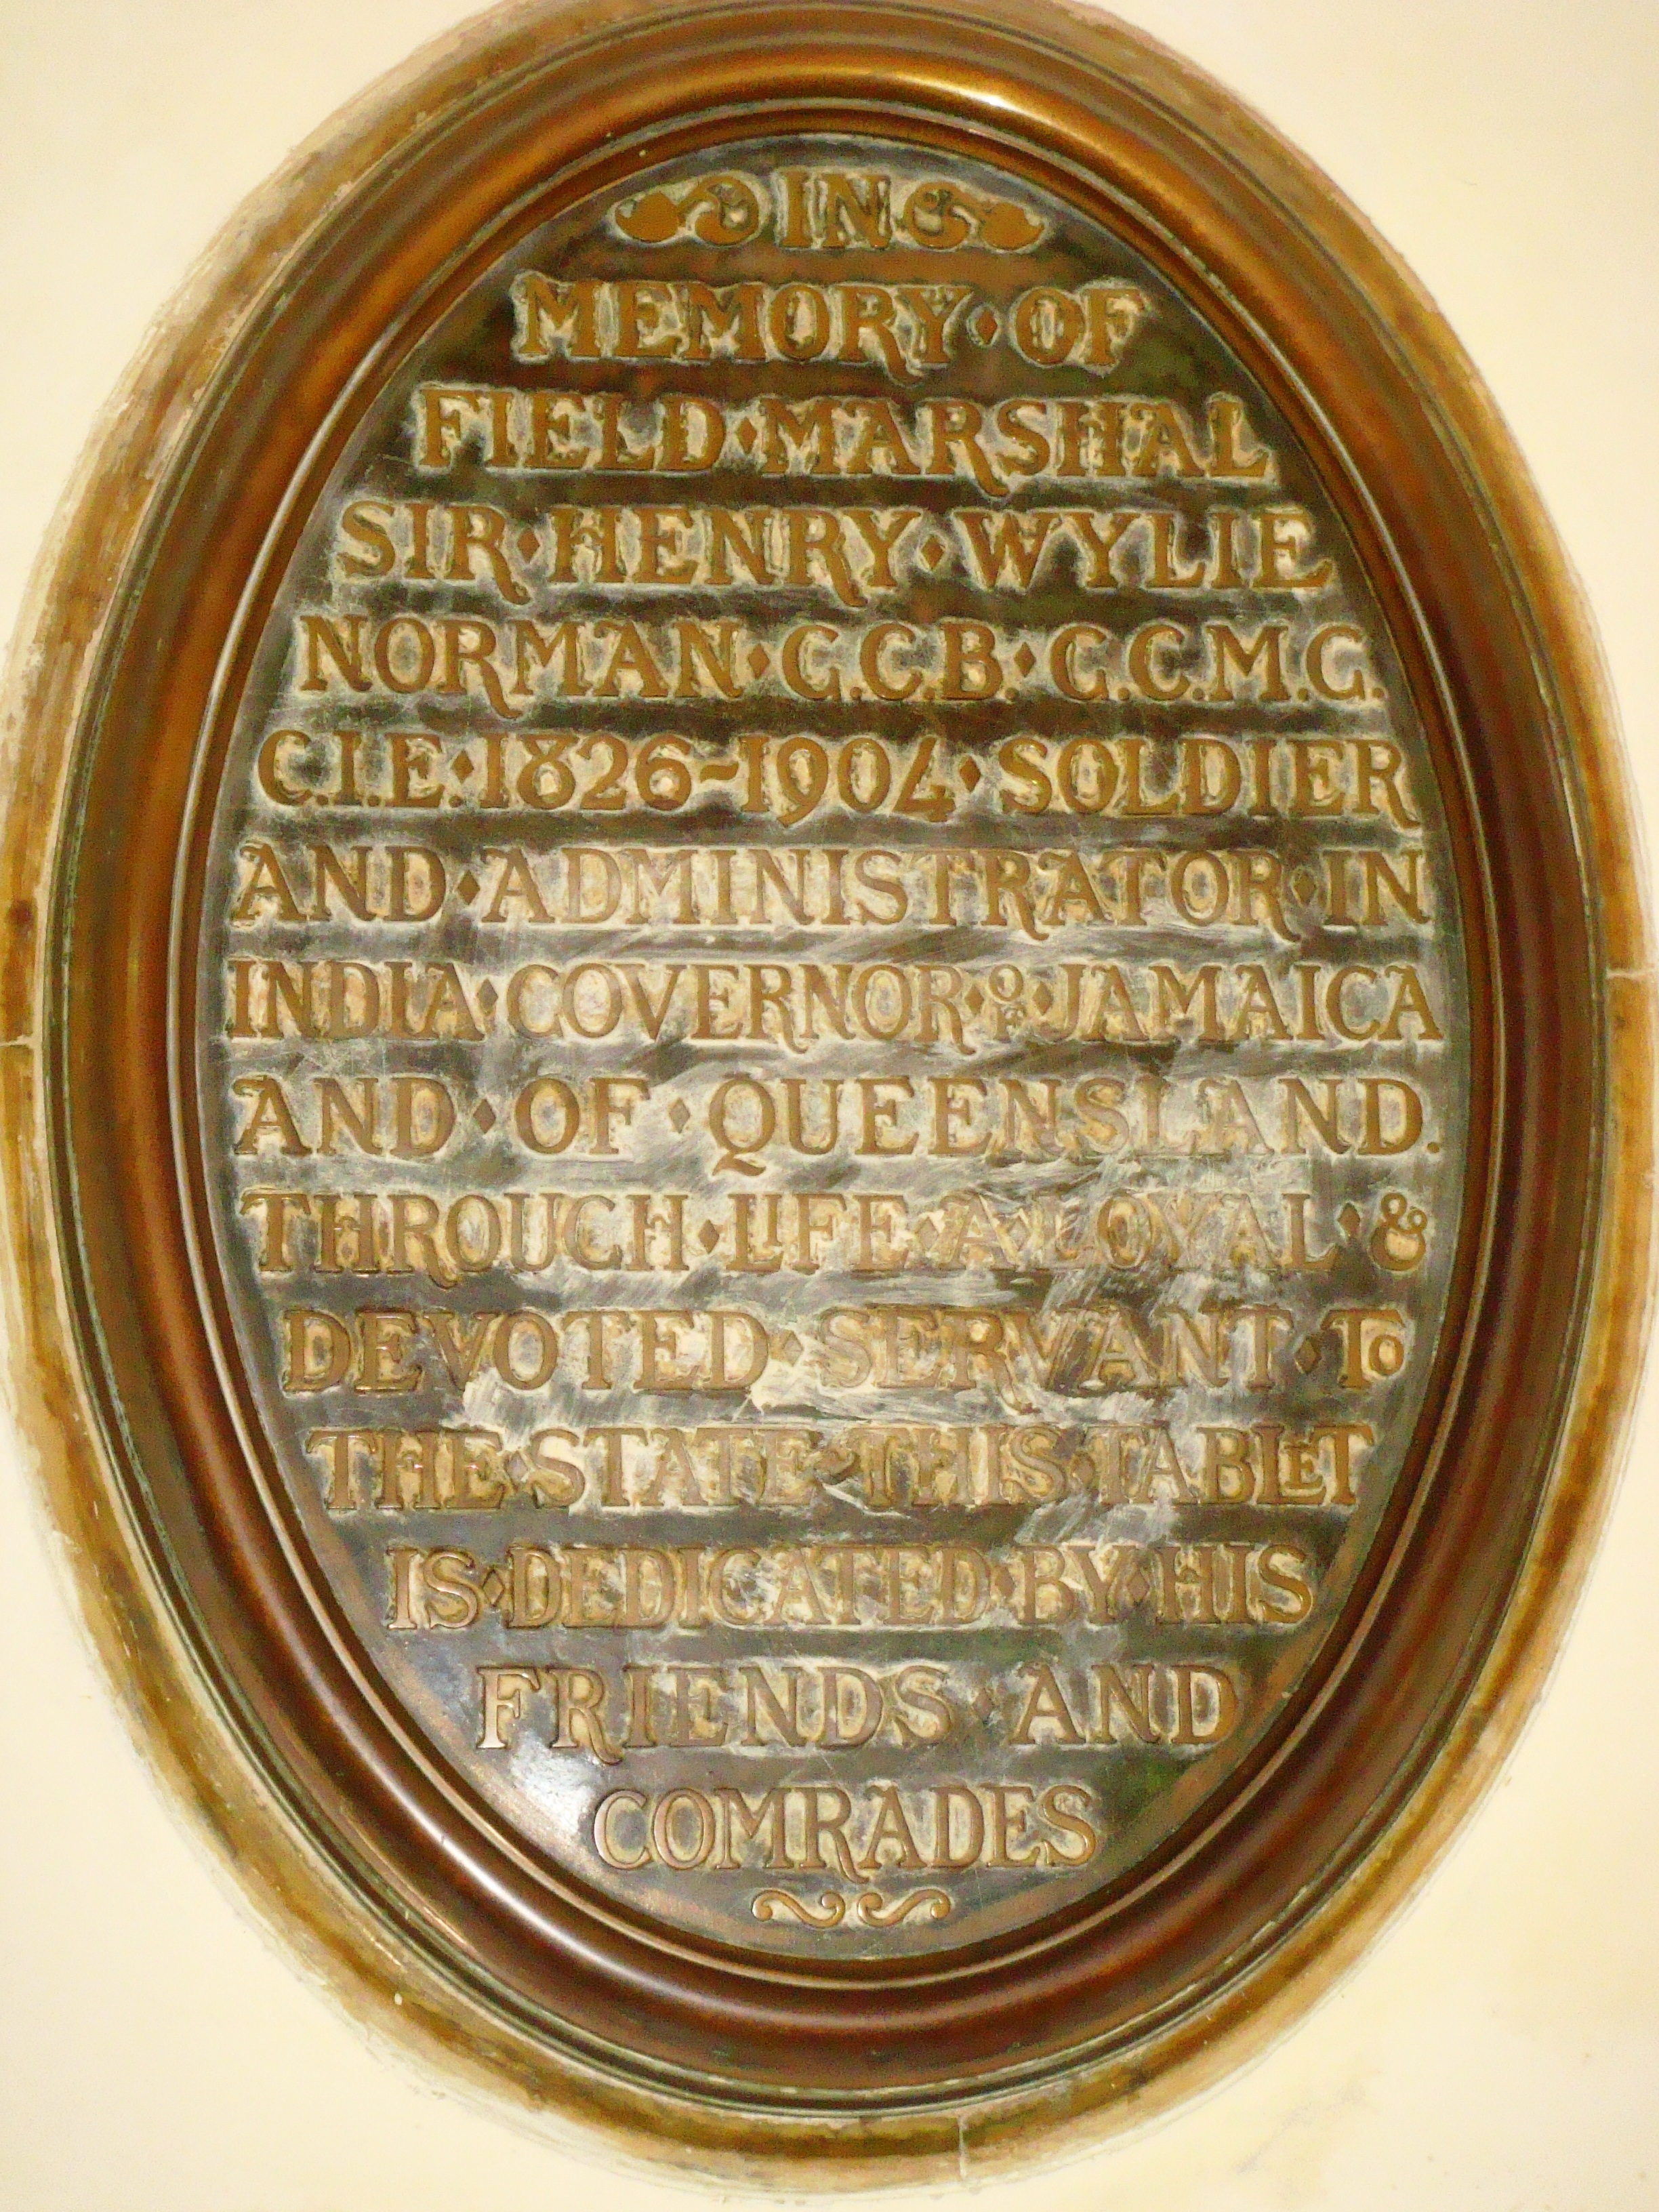 IN
MEMORY · OF
FIELD · MARSHAL
SIR · HENRY · WYLIE
NORMAN · G.C.B. · G.C.M.G.
C.I.E. · 1826-1904 · SOLDIER
AND · ADMINISTRATOR · IN
INDIA · GOVERNOR · OF · JAMAICA
AND · OF · QUEENSLAND.
THROUGH · LIFE · A · LOYAL · &
DEVOTED · SERVANT · TO
THE · STATE · THIS · TABLET
IS · DEDICATED · BY · HIS
FRIENDS · AND
COMRADES